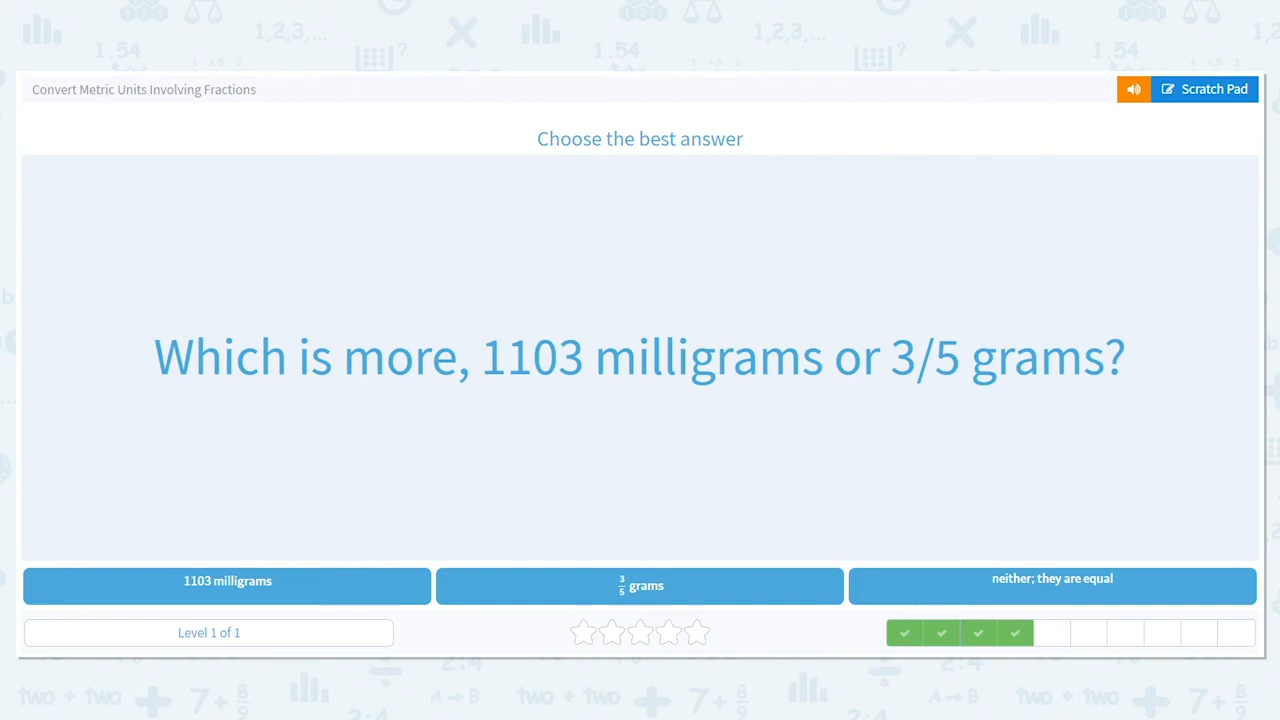 Convert Metric Units Involving Fractions
Scratch Pad
Choose the best answer
Which is more, 1103 milligrams or 3/5 grams?
1103 milligrams
3/5 grams
neither; they are equal
Level 1 of 1